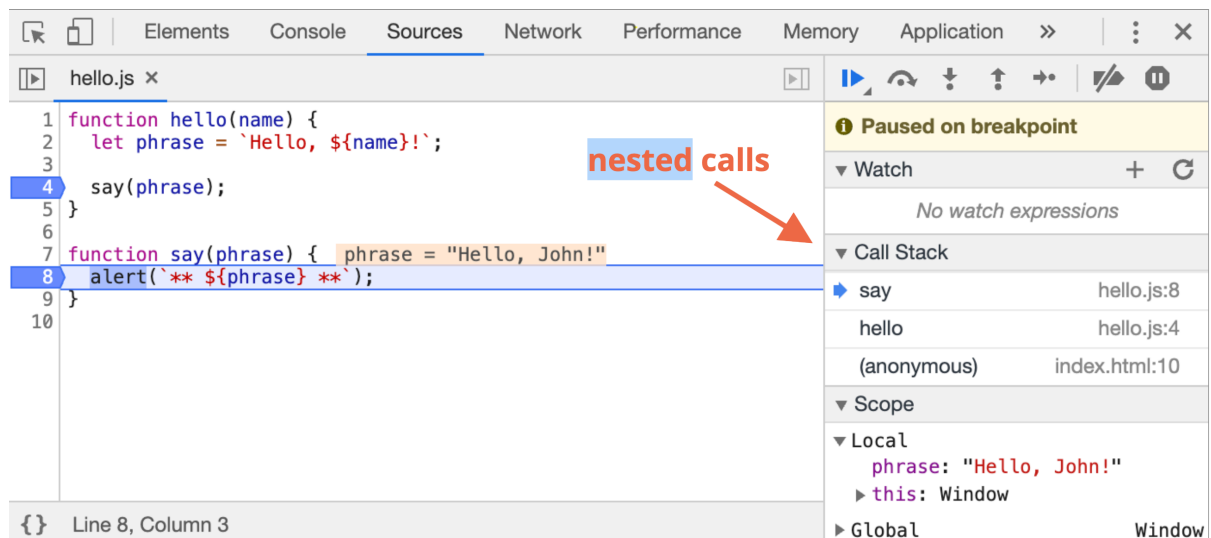 Elements Console Sources Network Performance Memory Application »
hello.js ×
1 function hello(name) {
2 let phrase = `Hello, ${name}!`;
3
4 say(phrase);
5 }
6
7 function say(phrase) { phrase = "Hello, John!"
8 alert(`** ${phrase} **`);
9 }
10
nested calls
{} Line 8, Column 3
Paused on breakpoint
Watch
No watch expressions
Call Stack
say hello.js:8
hello hello.js:4
(anonymous) index.html:10
Scope
Local
phrase: "Hello, John!"
this: Window
Global Window